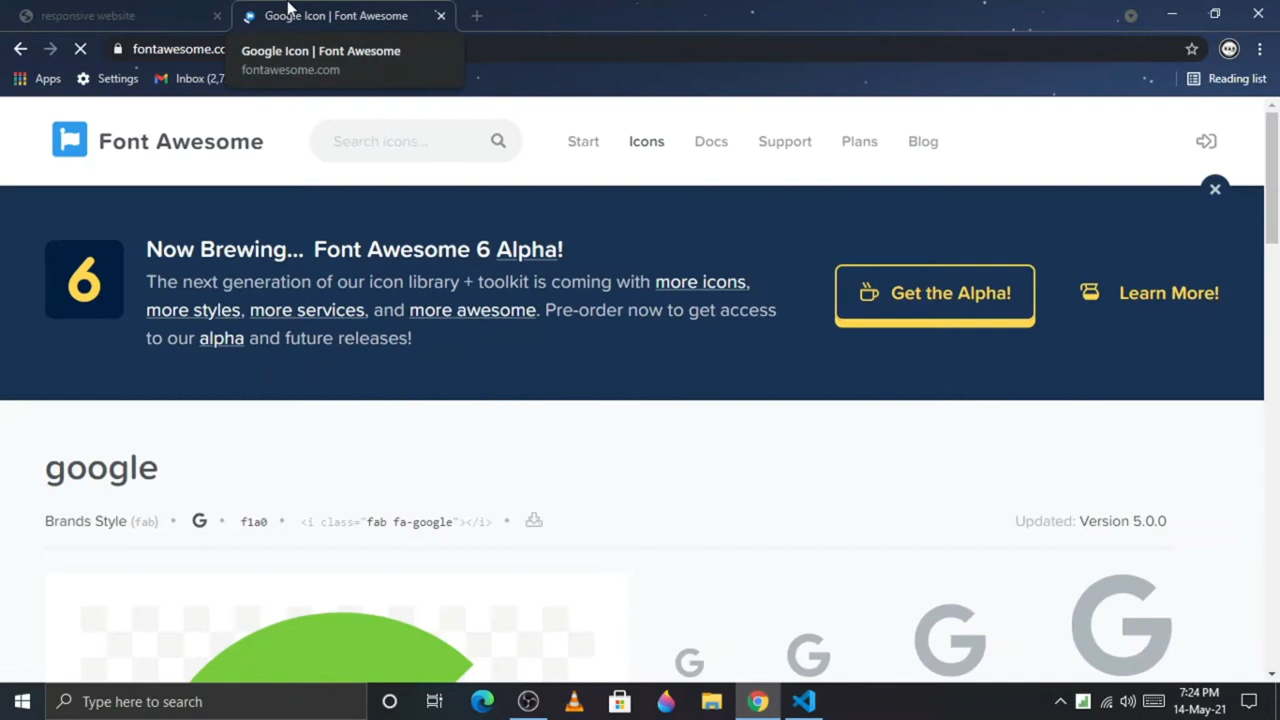 responsive website
Google Icon | Font Awesome
fontawesome.co
Google Icon | Font Awesome
fontawesome.com
Apps
Settings
Inbox (2,7
Reading list
Font Awesome
Search icons...
Start
Icons
Docs
Support
Plans
Blog
6
Now Brewing... Font Awesome 6 Alpha!
The next generation of our icon library + toolkit is coming with more icons,
more styles, more services, and more awesome. Pre-order now to get access
to our alpha and future releases!
Get the Alpha!
Learn More!
google
Brands Style (fab) • G • f1a0 • <i class="fab fa-google"></i> •
Updated: Version 5.0.0
Type here to search
7:24 PM
14-May-21